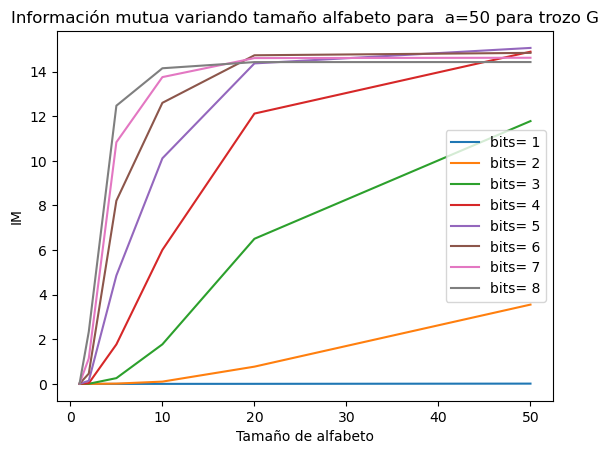 Información mutua variando tamaño alfabeto para  a=50 para trozo G
IM
14
12
10
8
6
4
2
0
bits= 1
bits= 2
bits= 3
bits= 4
bits= 5
bits= 6
bits= 7
bits= 8
0 10 20 30 40 50
Tamaño de alfabeto